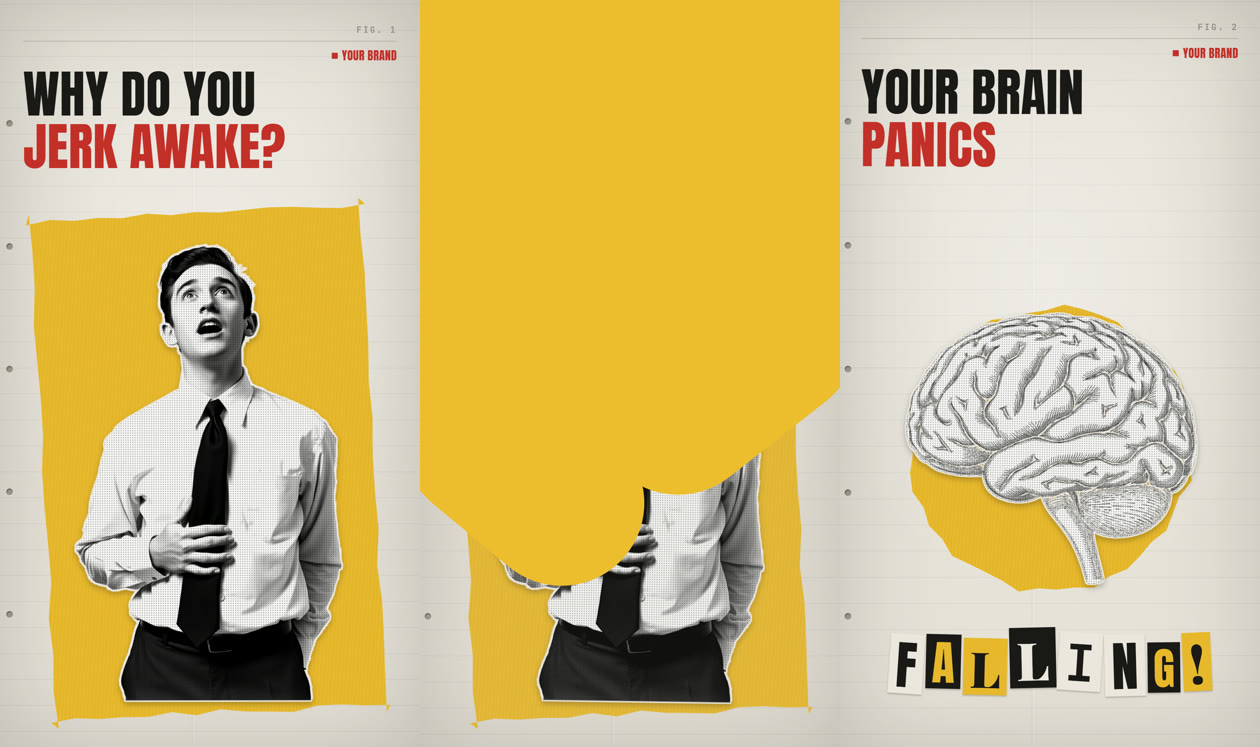 FIG. 1
YOUR BRAND
WHY DO YOU
JERK AWAKE?
FIG. 2
YOUR BRAND
YOUR BRAIN
PANICS
FALLING!